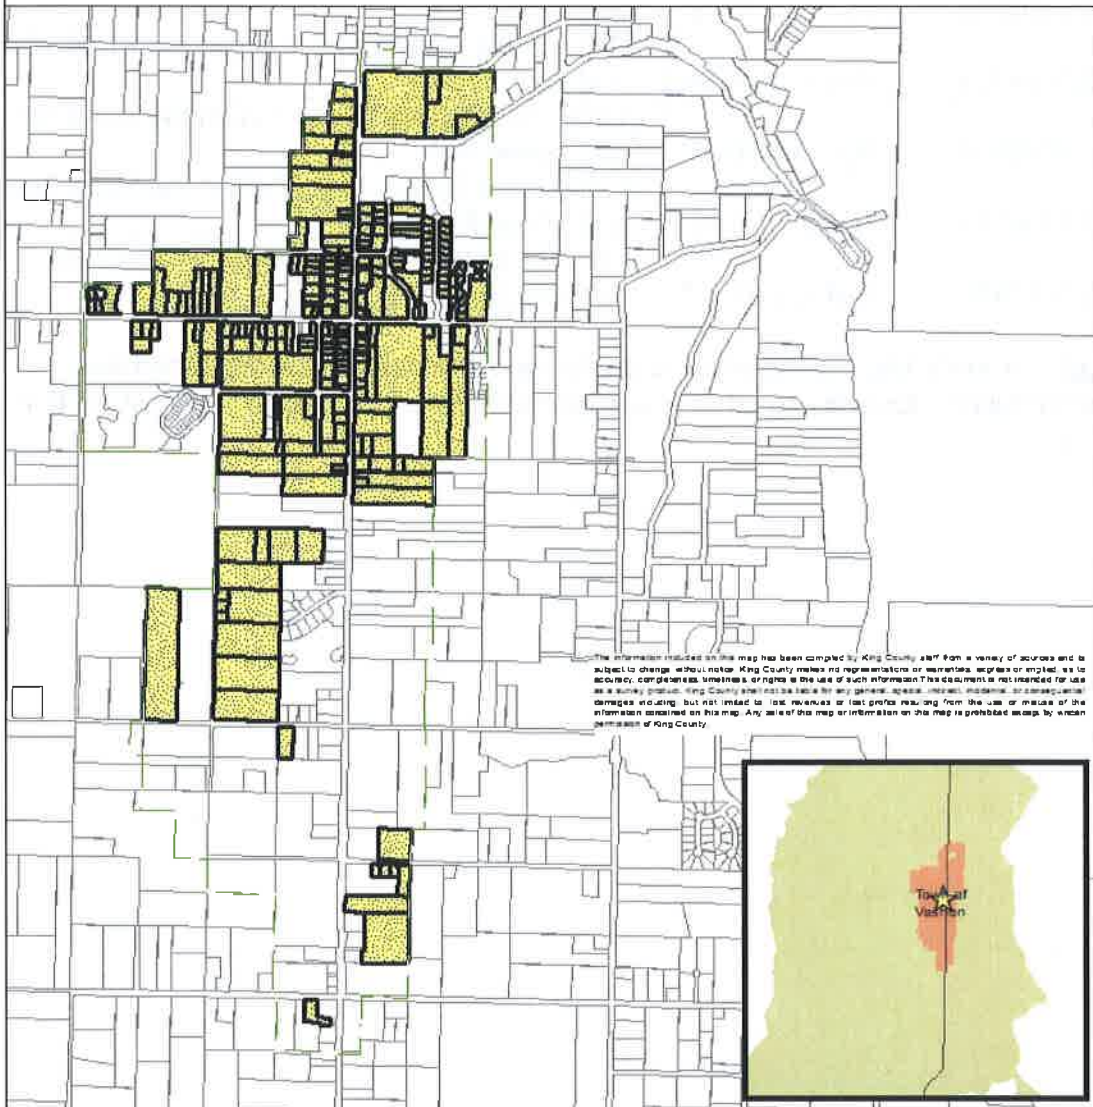 The information included on this map has been compiled by King County staff from a variety of sources and is
subject to change without notice. King County makes no representations or warranties, express or implied, as to
accuracy, completeness, timeliness, or rights to the use of such information. This document is not intended for use
as a survey product. King County shall not be liable for any general, special, indirect, incidental, or consequential
damages including, but not limited to, lost revenues or lost profits resulting from the use or misuse of the
information contained on this map. Any sale of this map or information on this map is prohibited except by written
permission of King County.
Town of
Vashon